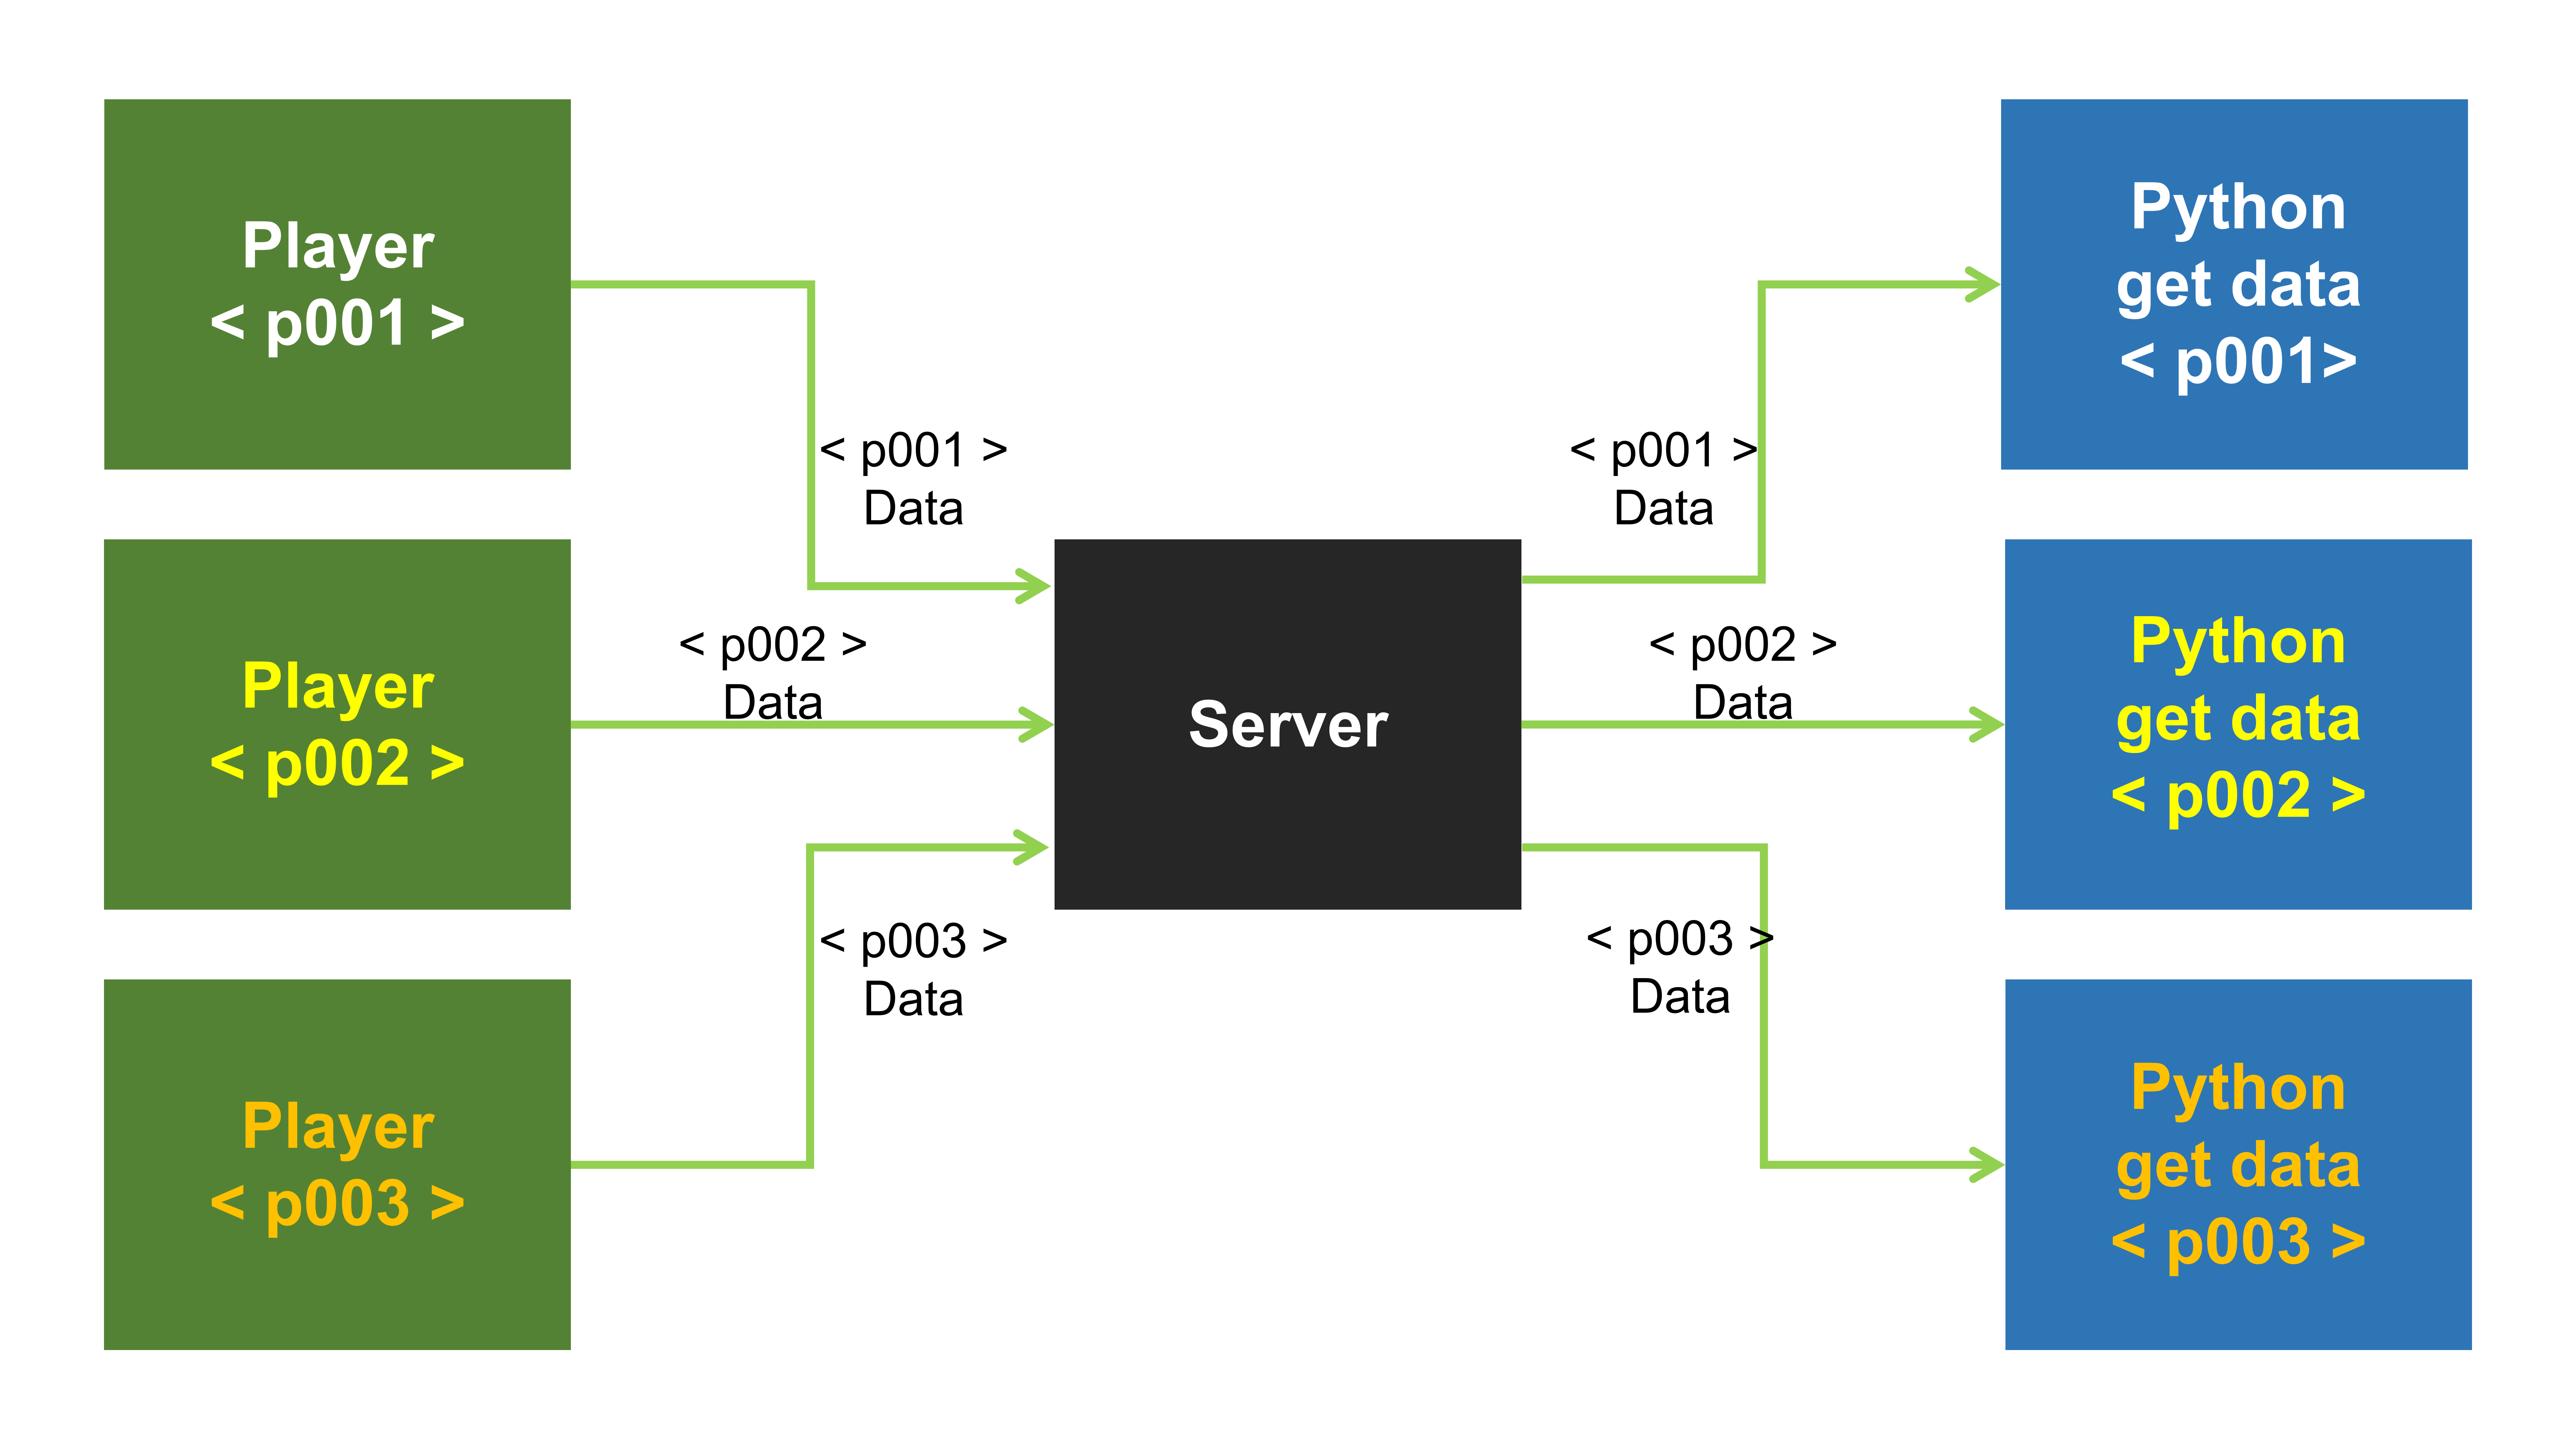 Player
< p001 >
< p001 >
Data
< p001 >
Data
Python
get data
< p001>
Player
< p002 >
< p002 >
Data
Server
< p002 >
Data
Python
get data
< p002 >
Player
< p003 >
< p003 >
Data
< p003 >
Data
Python
get data
< p003 >